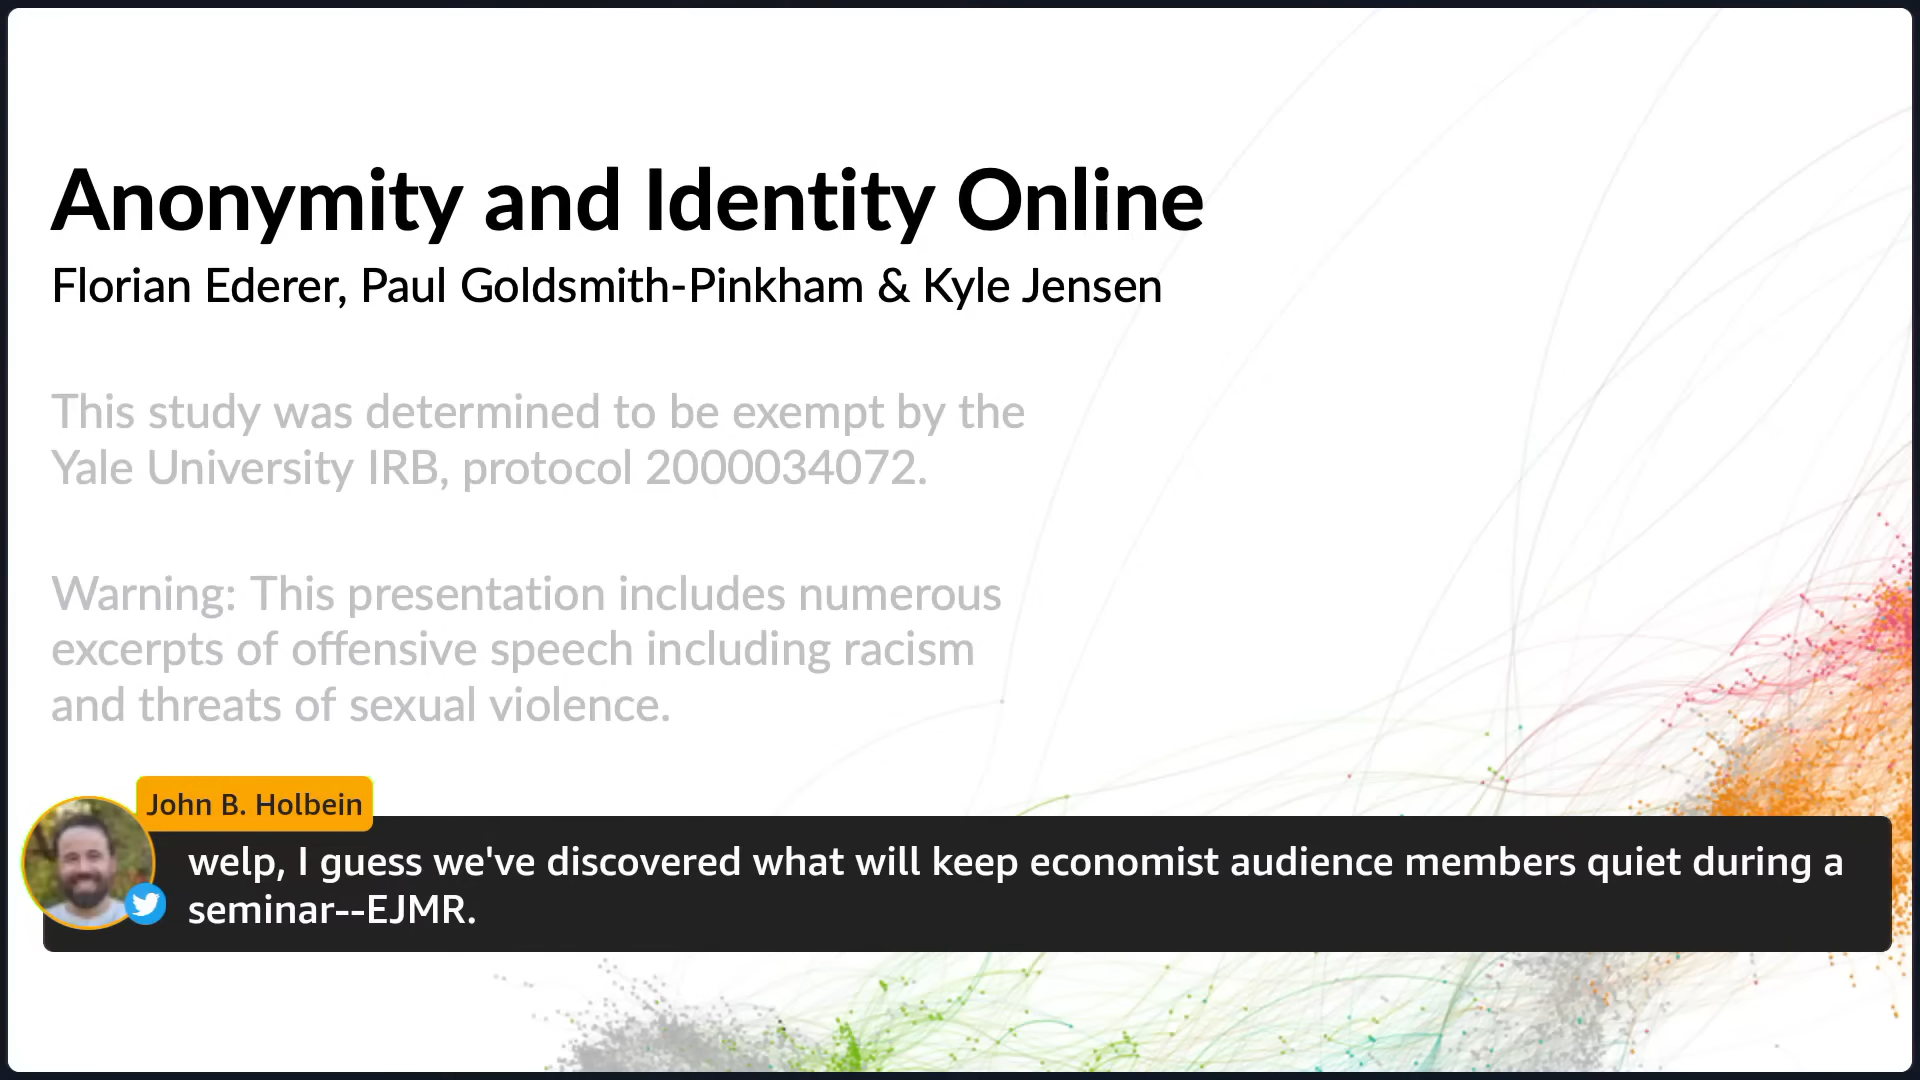 Anonymity and Identity Online
Florian Ederer, Paul Goldsmith-Pinkham & Kyle Jensen
This study was determined to be exempt by the
Yale University IRB, protocol 2000034072.
Warning: This presentation includes numerous
excerpts of offensive speech including racism
and threats of sexual violence.
John B. Holbein
welp, I guess we've discovered what will keep economist audience members quiet during a
seminar--EJMR.